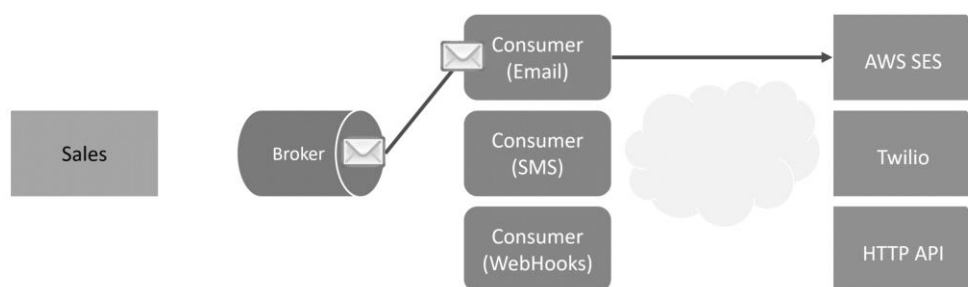 Sales
Broker
Consumer
(Email)
Consumer
(SMS)
Consumer
(WebHooks)
AWS SES
Twilio
HTTP API